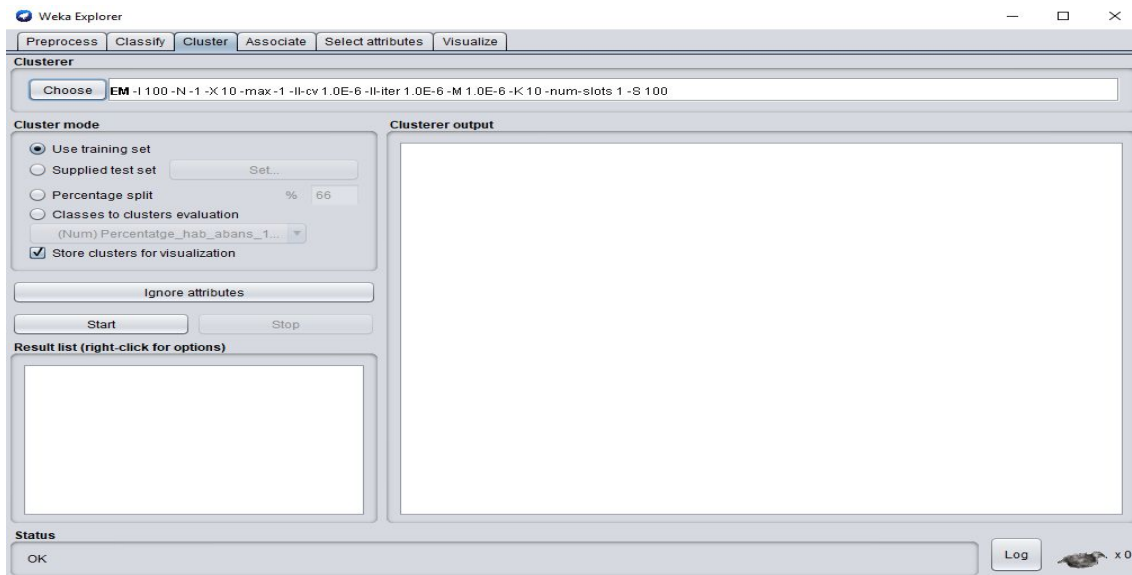 Weka Explorer
Preprocess Classify Cluster Associate Select attributes Visualize
Clusterer
Choose EM -I 100 -N -1 -X 10 -max -1 -ll-cv 1.0E-6 -ll-iter 1.0E-6 -M 1.0E-6 -K 10 -num-slots 1 -S 100
Cluster mode
Use training set
Supplied test set Set...
Percentage split % 66
Classes to clusters evaluation
(Num) Percentatge_hab_abans_1...
Store clusters for visualization
Ignore attributes
Start Stop
Result list (right-click for options)
Clusterer output
Status
OK
Log x 0